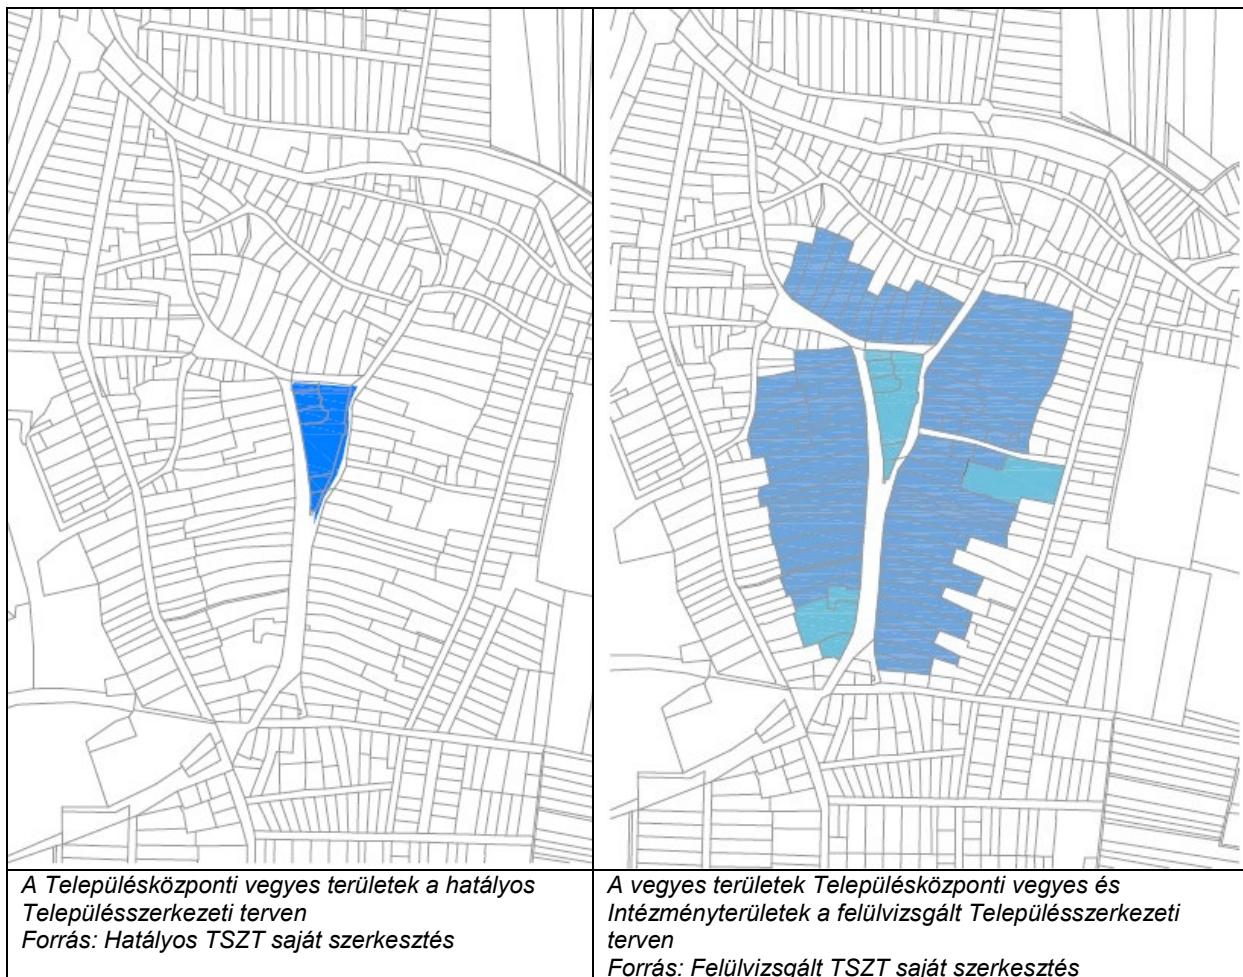 A Településközponti vegyes területek a hatályos
Településszerkezeti terven
Forrás: Hatályos TSZT saját szerkesztés
A vegyes területek Településközponti vegyes és
Intézményterületek a felülvizsgált Településszerkezeti
terven
Forrás: Felülvizsgált TSZT saját szerkesztés